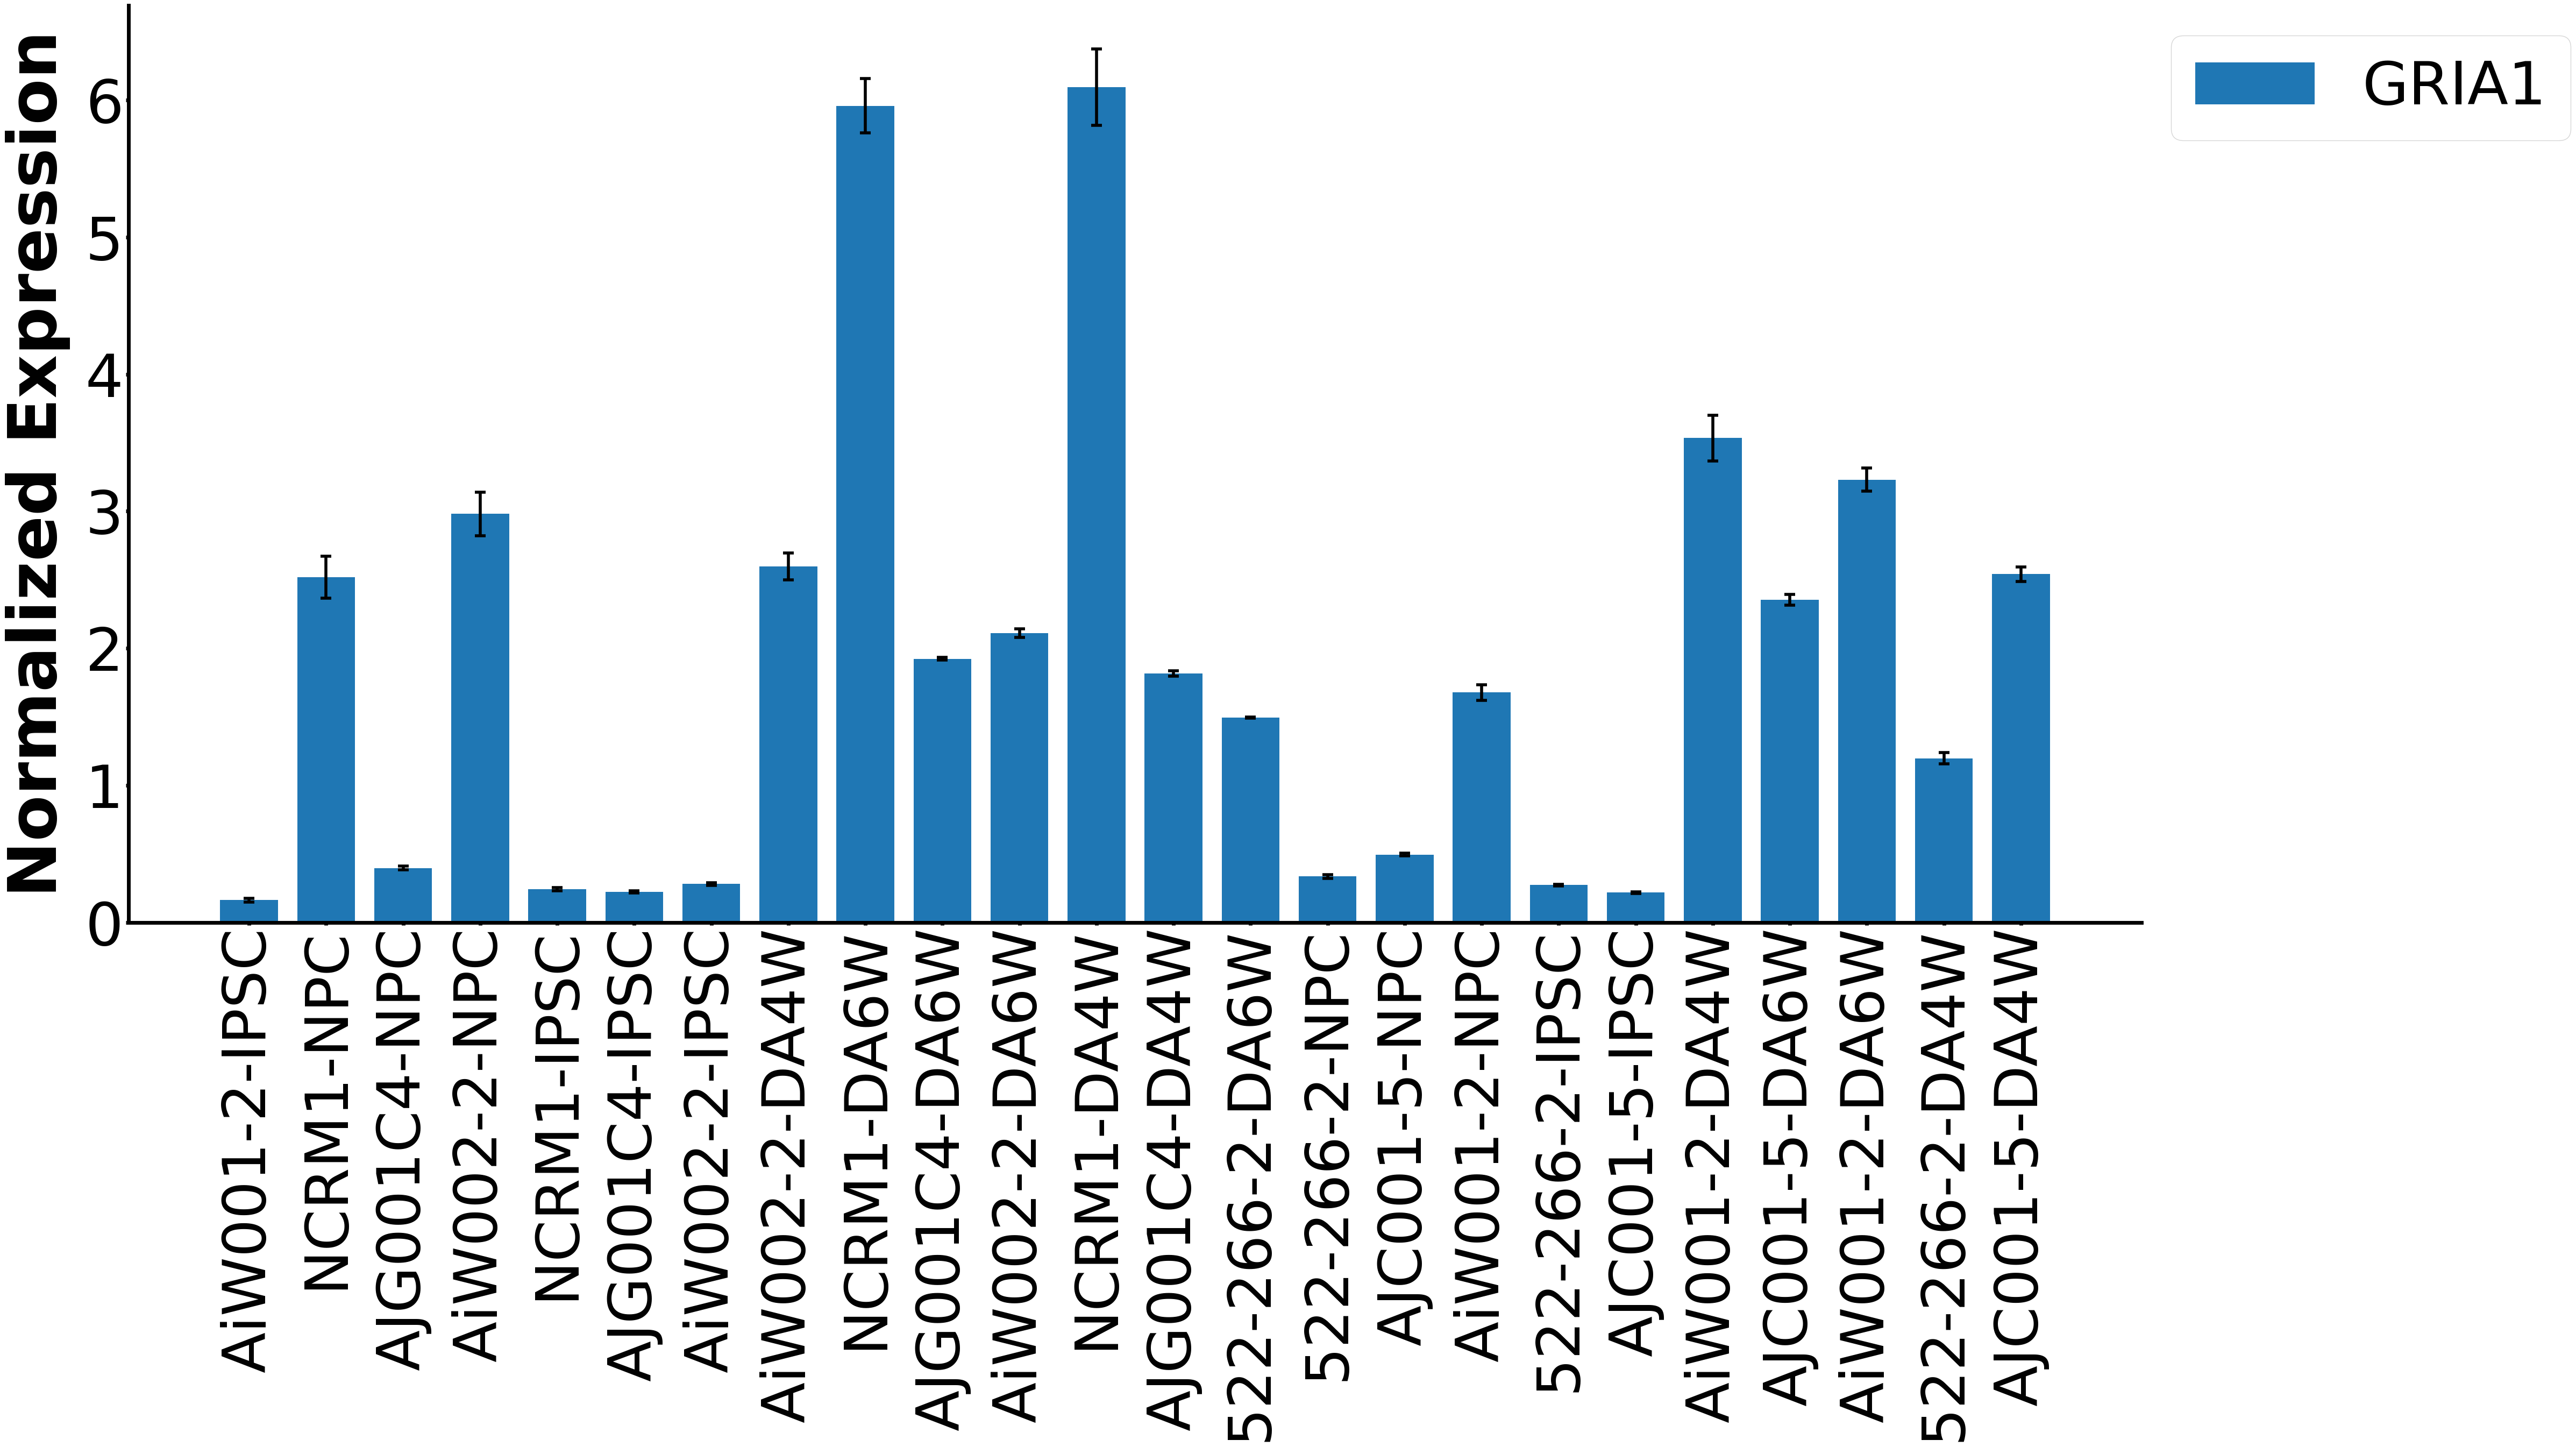 Normalized Expression
6
5
4
3
2
1
0
GRIA1
AiW001-2-IPSC
NCRM1-NPC
AJG001C4-NPC
AiW002-2-NPC
NCRM1-IPSC
AJG001C4-IPSC
AiW002-2-IPSC
AiW002-2-DA4W
NCRM1-DA6W
AJG001C4-DA6W
AiW002-2-DA6W
NCRM1-DA4W
AJG001C4-DA4W
522-266-2-DA6W
522-266-2-NPC
AJC001-5-NPC
AiW001-2-NPC
522-266-2-IPSC
AJC001-5-IPSC
AiW001-2-DA4W
AJC001-5-DA6W
AiW001-2-DA6W
522-266-2-DA4W
AJC001-5-DA4W